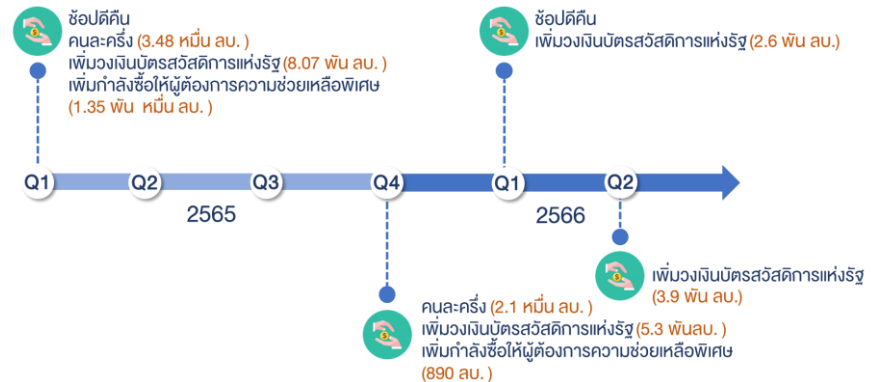 ช้อปดีคืน
คนละครึ่ง (3.48 หมื่น ลบ. )
เพิ่มวงเงินบัตรสวัสดิการแห่งรัฐ (8.07 พัน ลบ. )
เพิ่มกำลังซื้อให้ผู้ต้องการความช่วยเหลือพิเศษ
(1.35 พัน หมื่น ลบ. )
ช้อปดีคืน
เพิ่มวงเงินบัตรสวัสดิการแห่งรัฐ (2.6 พัน ลบ.)
Q1 Q2 Q3 Q4 Q1 Q2
2565 2566
เพิ่มวงเงินบัตรสวัสดิการแห่งรัฐ
(3.9 พัน ลบ.)
คนละครึ่ง (2.1 หมื่น ลบ. )
เพิ่มวงเงินบัตรสวัสดิการแห่งรัฐ (5.3 พันลบ. )
เพิ่มกำลังซื้อให้ผู้ต้องการความช่วยเหลือพิเศษ
(890 ลบ. )